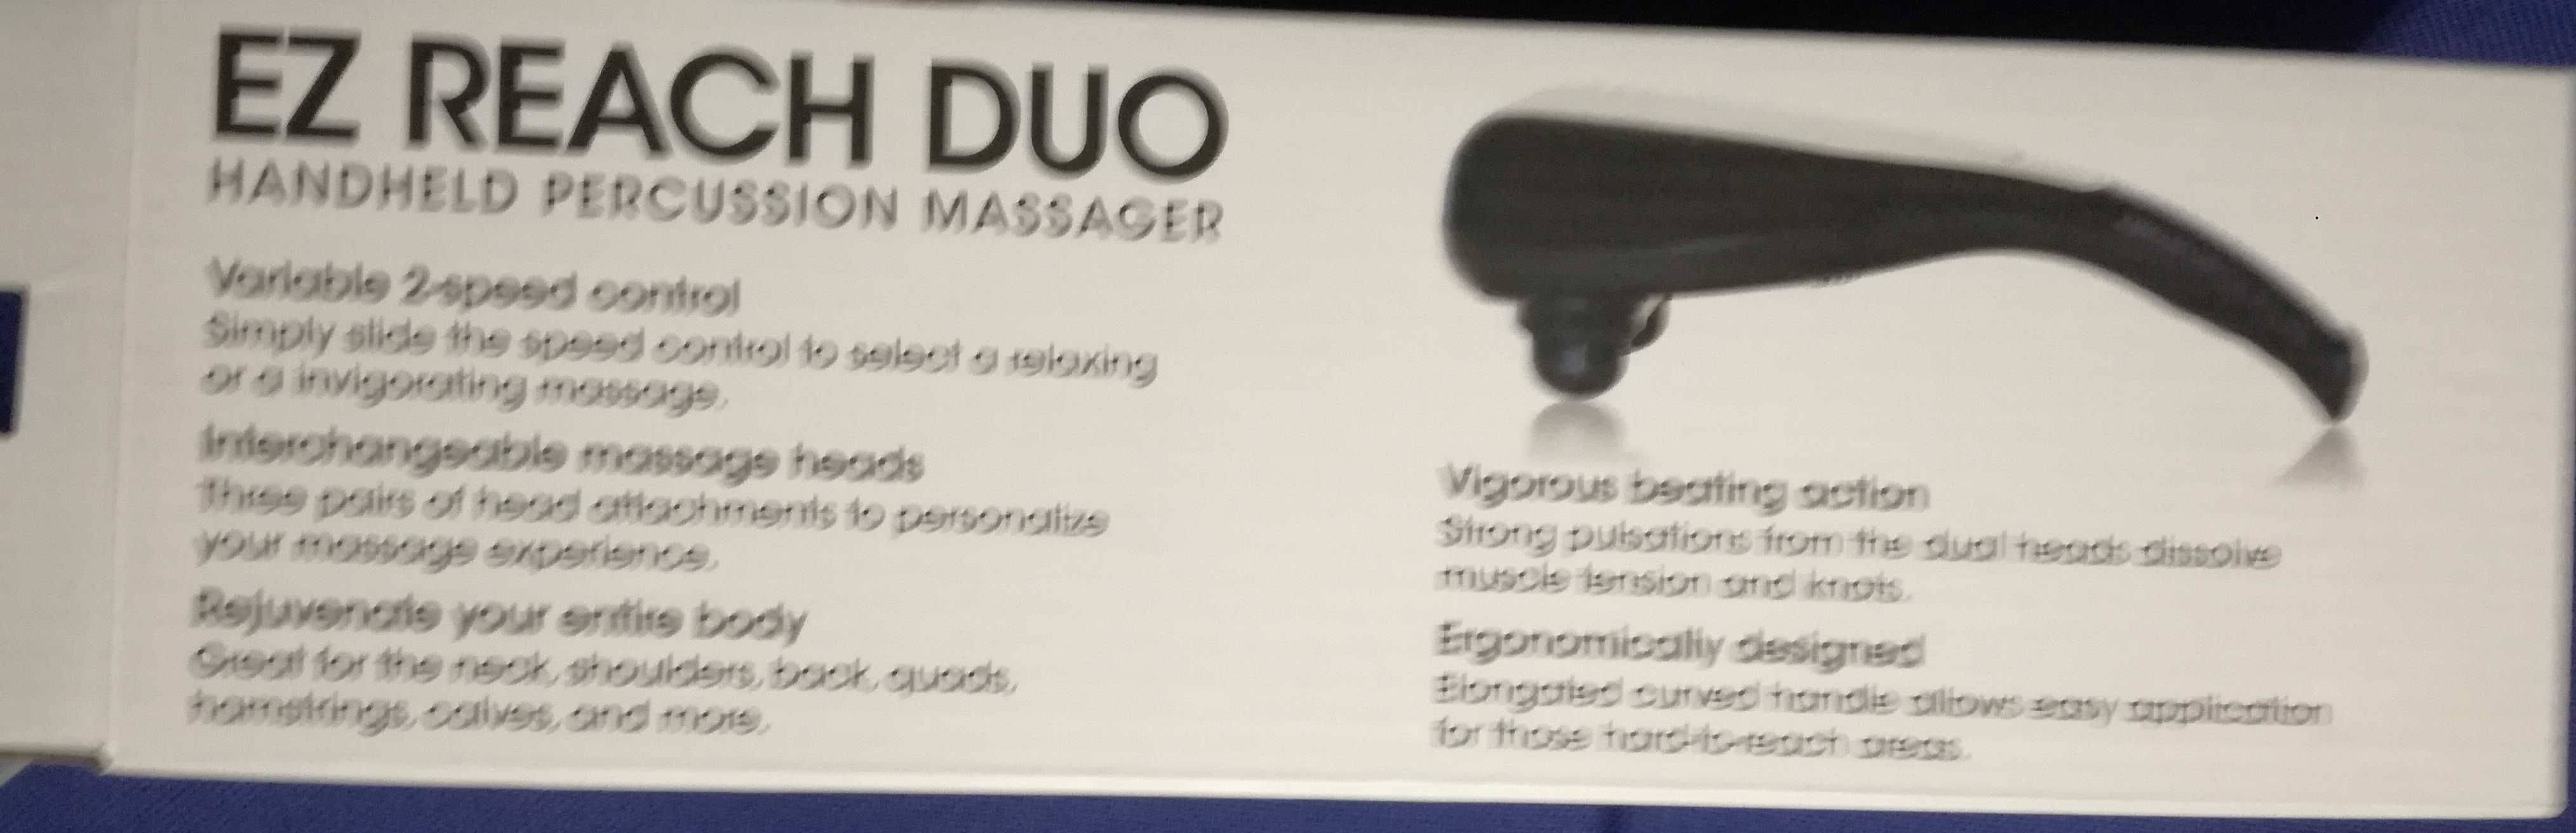 EZ REACH DUO
HANDHELD PERCUSSION MASSAGER
Variable 2-speed control
Simply slide the speed control to select a relaxing
or a invigorating massage.
Interchangeable massage heads
Three pairs of head attachments to personalize
your massage experience.
Rejuvenate your entire body
Great for the neck, shoulders, back, quads,
hamstrings, calves, and more.
Vigorous beating action
Strong pulsations from the dual heads dissolve
muscle tension and knots.
Ergonomically designed
Elongated curved handle allows easy application
for those hard-to-reach areas.